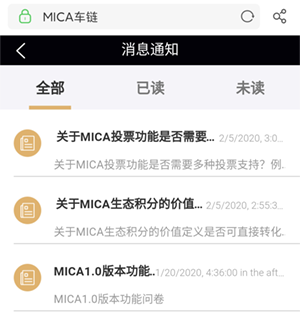 MICA车链
消息通知
全部 已读 未读
关于MICA投票功能是否需要... 2/5/2020, 3:0...
关于MICA投票功能是否需要多种投票支持？例.
关于MICA生态积分的价值... 2/5/2020, 2:55:3...
关于MICA生态积分的价值定义是否可直接转化.
MICA1.0版本功能.. 1/20/2020, 4:36:00 in the aft...
MICA1.0版本功能问卷